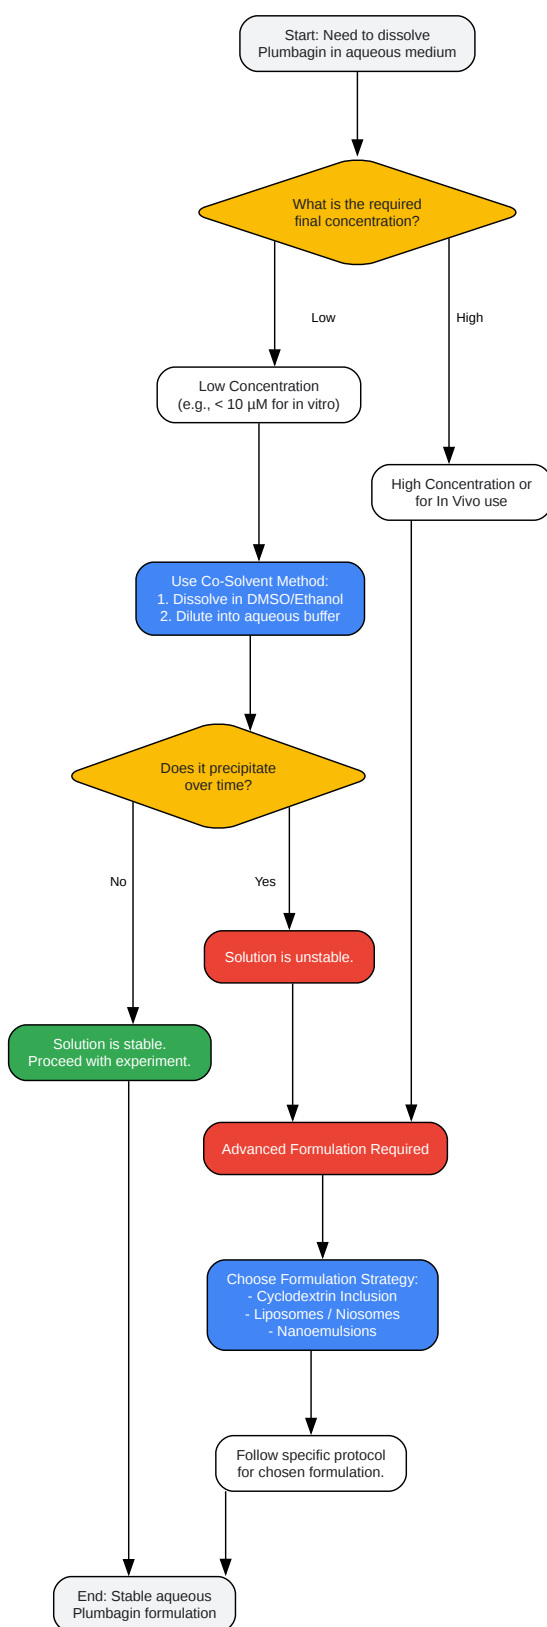 Start: Need to dissolve
Plumbagin in aqueous medium
What is the required
final concentration?
Low
High
Low Concentration
(e.g., < 10 µM for in vitro)
High Concentration or
for In Vivo use
Use Co-Solvent Method:
1. Dissolve in DMSO/Ethanol
2. Dilute into aqueous buffer
Does it precipitate
over time?
No
Yes
Solution is unstable.
Solution is stable.
Proceed with experiment.
Advanced Formulation Required
Choose Formulation Strategy:
- Cyclodextrin Inclusion
- Liposomes / Niosomes
- Nanoemulsions
Follow specific protocol
for chosen formulation.
End: Stable aqueous
Plumbagin formulation